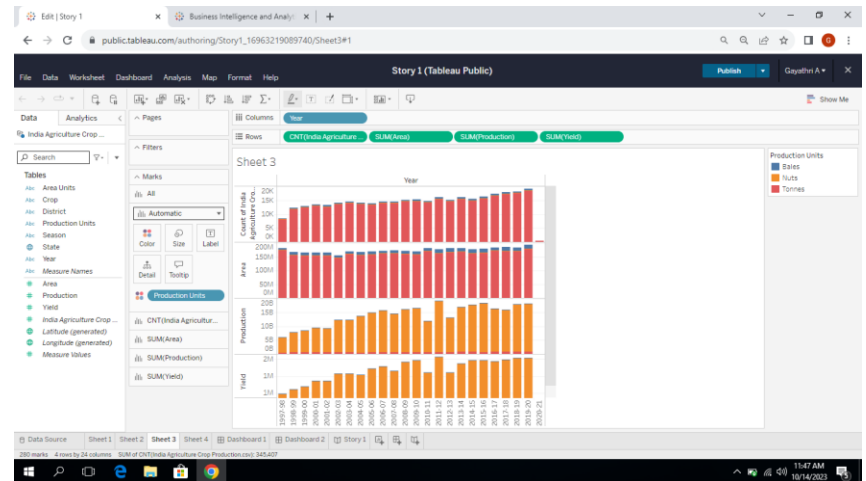 Edit | Story 1
Business Intelligence and Analyt
public.tableau.com/authoring/Story1_16963219089740/Sheet3#1
G
File Data Worksheet Dashboard Analysis Map Format Help
Story 1 (Tableau Public)
Publish
Gayathri A
Show Me
Data Analytics
India Agriculture Crop ...
Search
Tables
Abc Area Units
Abc Crop
Abc District
Abc Production Units
Abc Season
State
Abc Year
Abc Measure Names
Area
Production
Yield
India Agriculture Crop ...
Latitude (generated)
Longitude (generated)
Measure Values
Pages
Filters
Marks
All
Automatic
Color Size Label
Detail Tooltip
Production Units
CNT(India Agricultur...
SUM(Area)
SUM(Production)
SUM(Yield)
Columns Year
Rows CNT(India Agriculture ... SUM(Area) SUM(Production) SUM(Yield)
Sheet 3
Year
Count of India
Agriculture Cro...
20K
15K
10K
5K
0K
Area
200M
150M
100M
50M
0M
Production
20B
15B
10B
5B
0B
Yield
2M
2M
1M
1997-98 1998-99 1999-00 2000-01 2001-02 2002-03 2003-04 2004-05 2005-06 2006-07 2007-08 2008-09 2009-10 2010-11 2011-12 2012-13 2013-14 2014-15 2015-16 2016-17 2017-18 2018-19 2019-20 2020-21
Production Units
Bales
Nuts
Tonnes
Data Source Sheet 1 Sheet 2 Sheet 3 Sheet 4 Dashboard 1 Dashboard 2 Story 1
280 marks 4 rows by 24 columns SUM of CNT(India Agriculture Crop Production.csv): 345,407
11:47 AM
10/14/2023